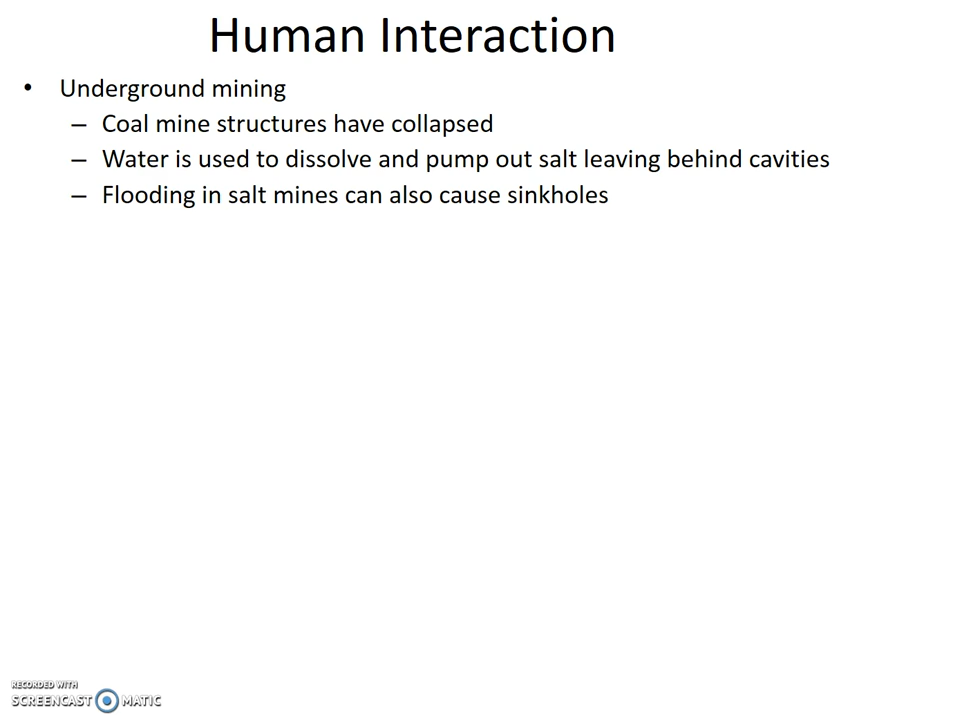 Human Interaction
• Underground mining
– Coal mine structures have collapsed
– Water is used to dissolve and pump out salt leaving behind cavities
– Flooding in salt mines can also cause sinkholes
RECORDED WITH
SCREENCAST MATIC